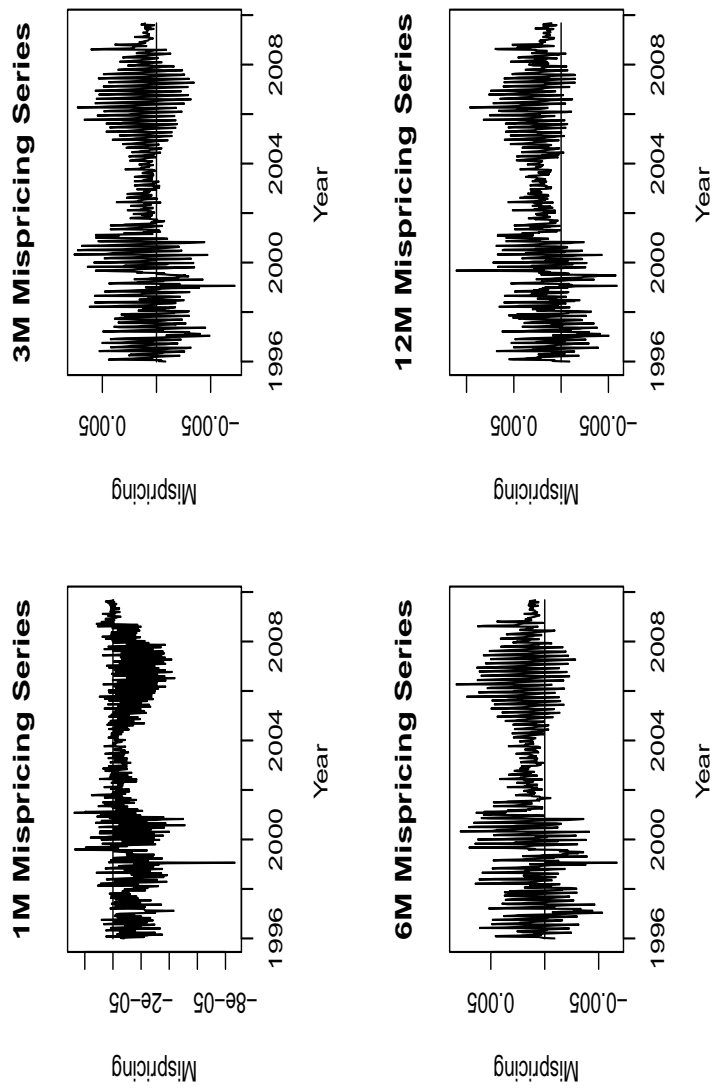 1M Mispricing Series
Mispricing
-2e-05
-8e-05
1996
2000
2004
2008
Year
3M Mispricing Series
Mispricing
0.005
-0.005
1996
2000
2004
2008
Year
6M Mispricing Series
Mispricing
0.005
-0.005
1996
2000
2004
2008
Year
12M Mispricing Series
Mispricing
0.005
-0.005
1996
2000
2004
2008
Year